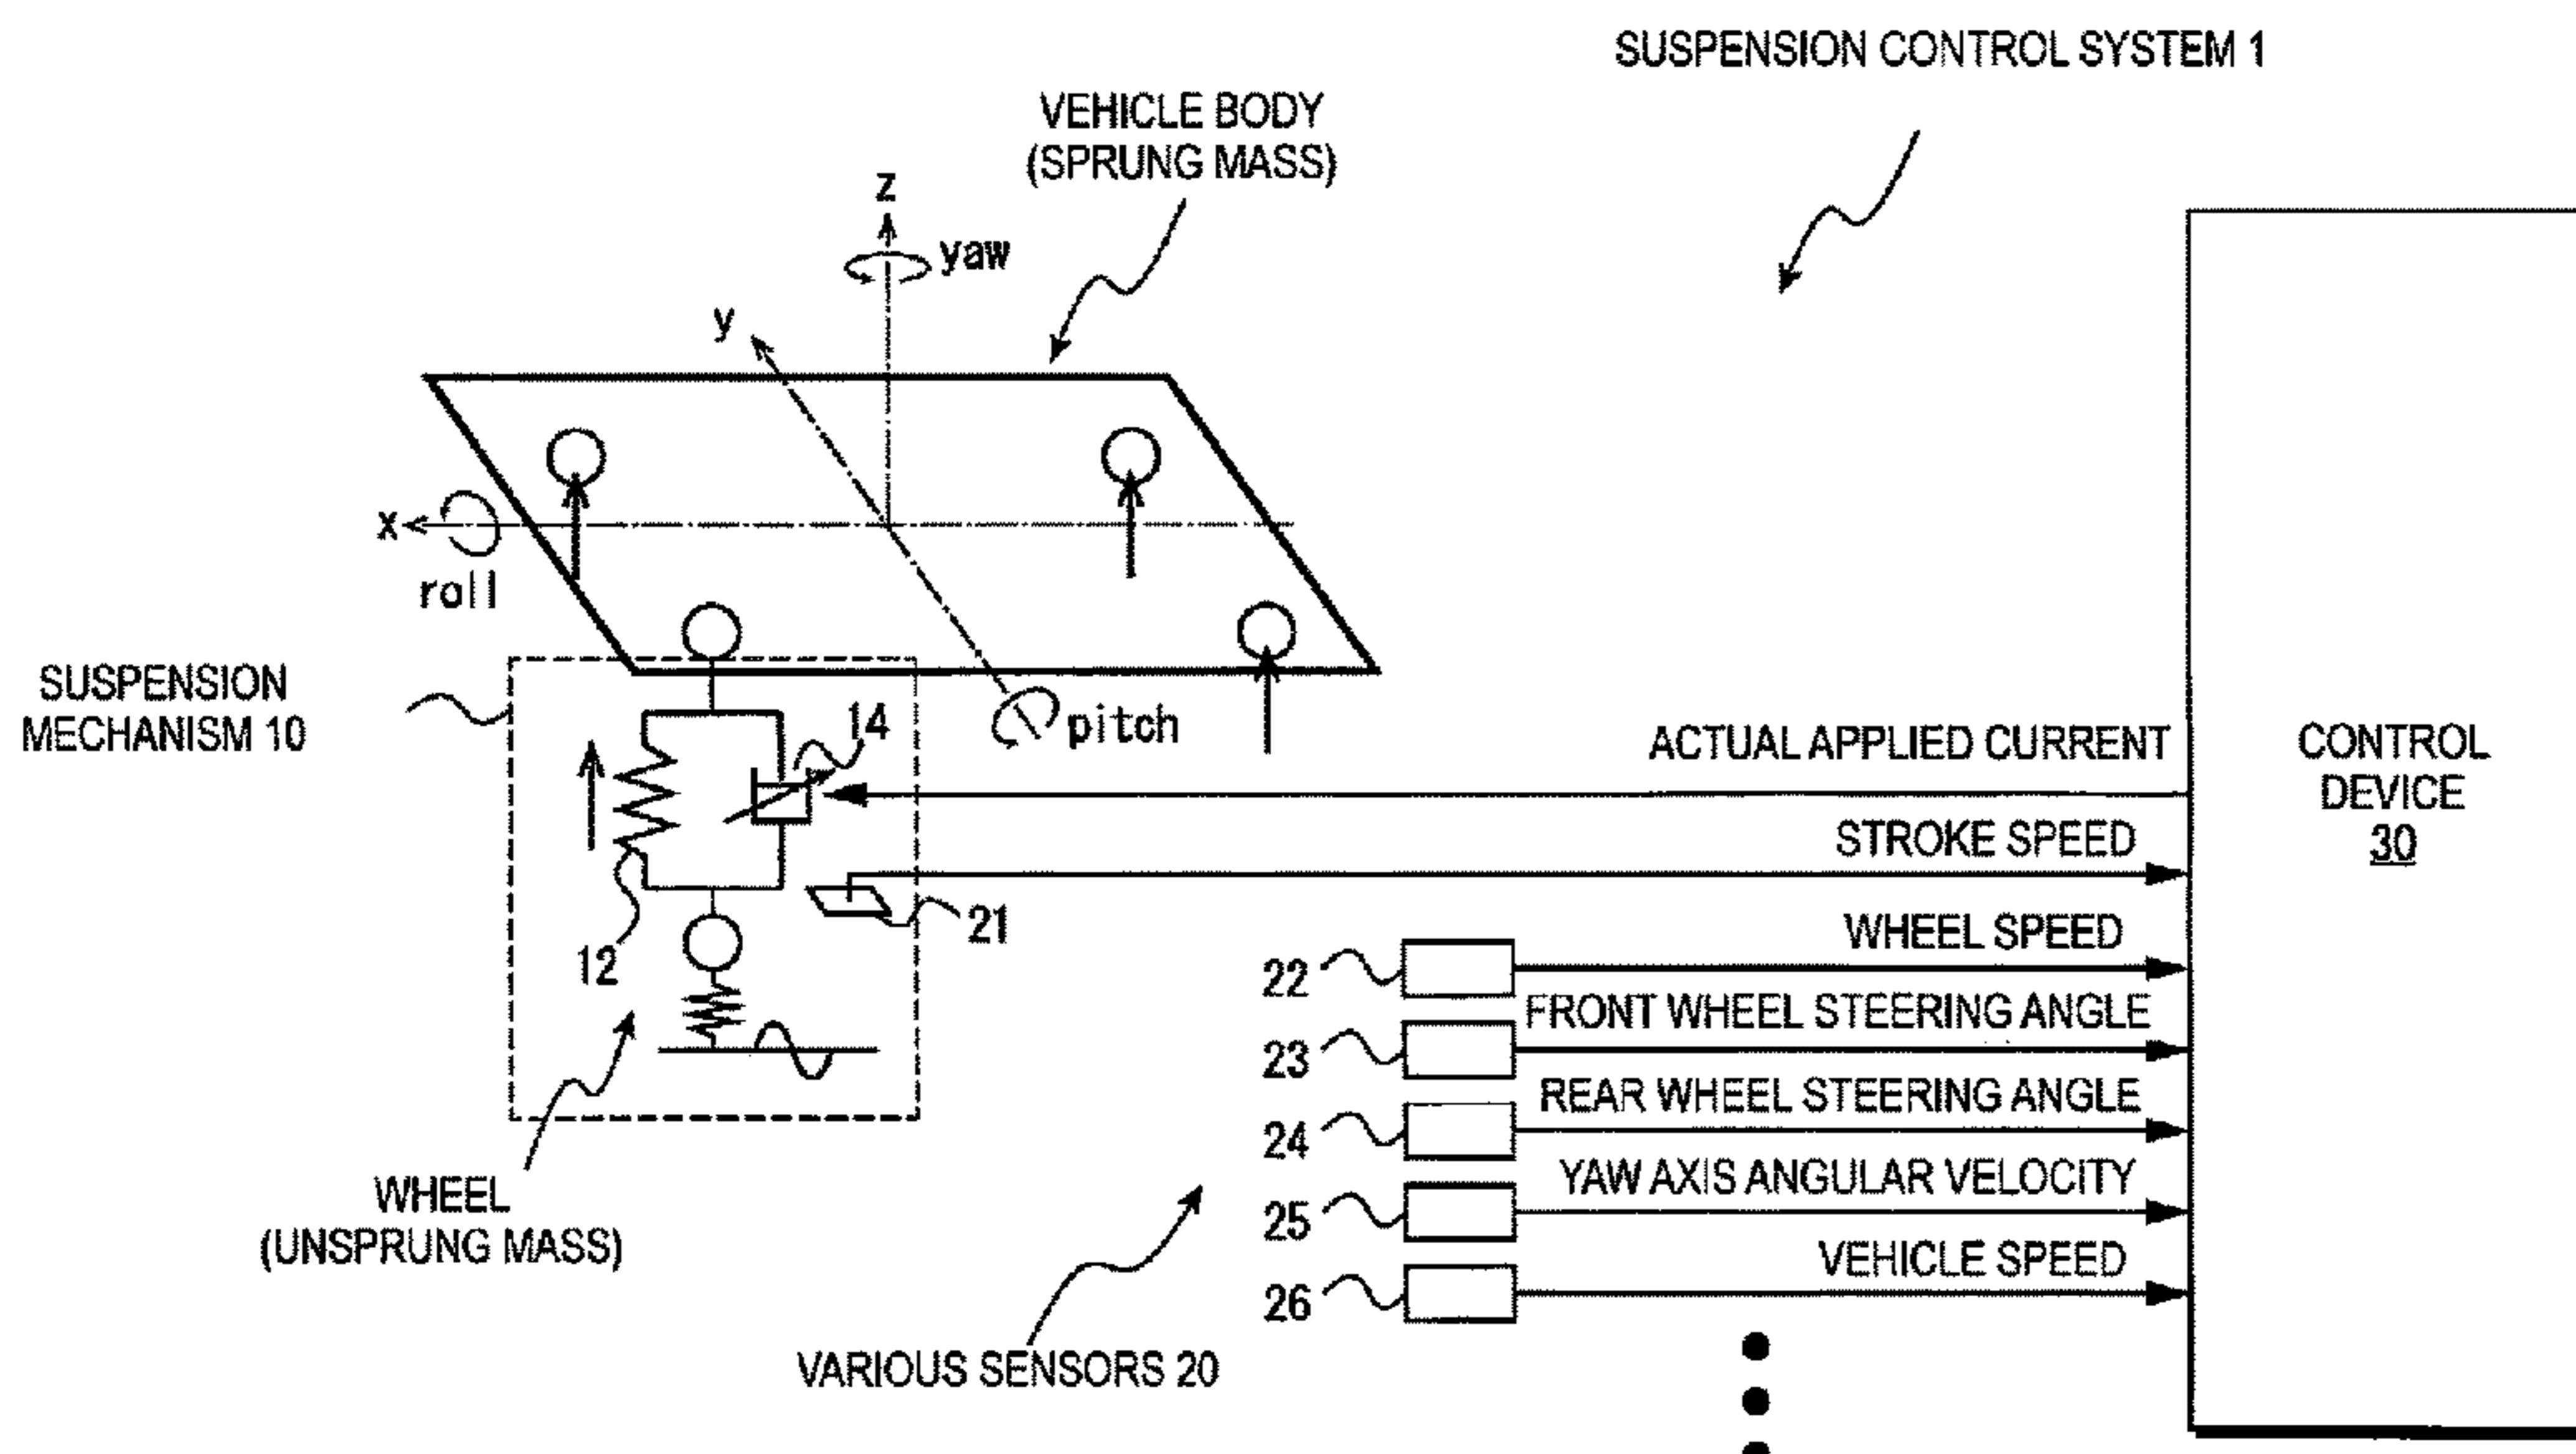 SUSPENSION CONTROL SYSTEM 1
VEHICLE BODY
(SPRUNG MASS)
z
yaw
y
x
roll
pitch
SUSPENSION
MECHANISM 10
14
12
21
ACTUAL APPLIED CURRENT
STROKE SPEED
CONTROL
DEVICE
30
WHEEL SPEED
22
FRONT WHEEL STEERING ANGLE
23
REAR WHEEL STEERING ANGLE
24
YAW AXIS ANGULAR VELOCITY
25
VEHICLE SPEED
26
WHEEL
(UNSPRUNG MASS)
VARIOUS SENSORS 20